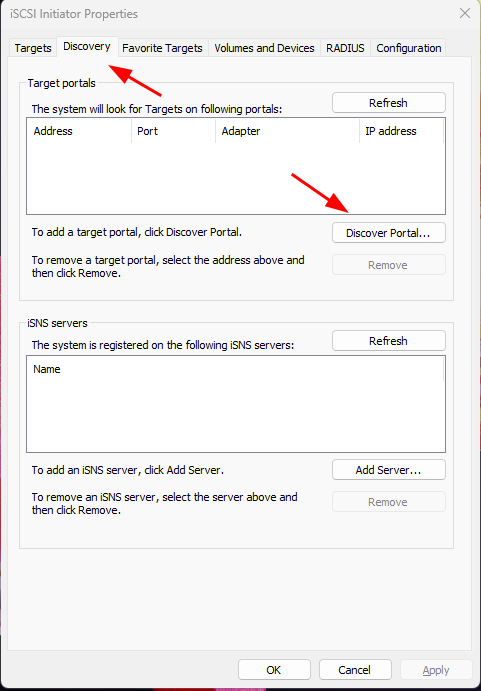 iSCSI Initiator Properties
Targets Discovery Favorite Targets Volumes and Devices RADIUS Configuration
Target portals
The system will look for Targets on following portals:
Refresh
Address Port Adapter IP address
To add a target portal, click Discover Portal.
Discover Portal...
To remove a target portal, select the address above and
then click Remove.
Remove
iSNS servers
The system is registered on the following iSNS servers:
Refresh
Name
To add an iSNS server, click Add Server.
Add Server...
To remove an iSNS server, select the server above and
then click Remove.
Remove
OK Cancel Apply